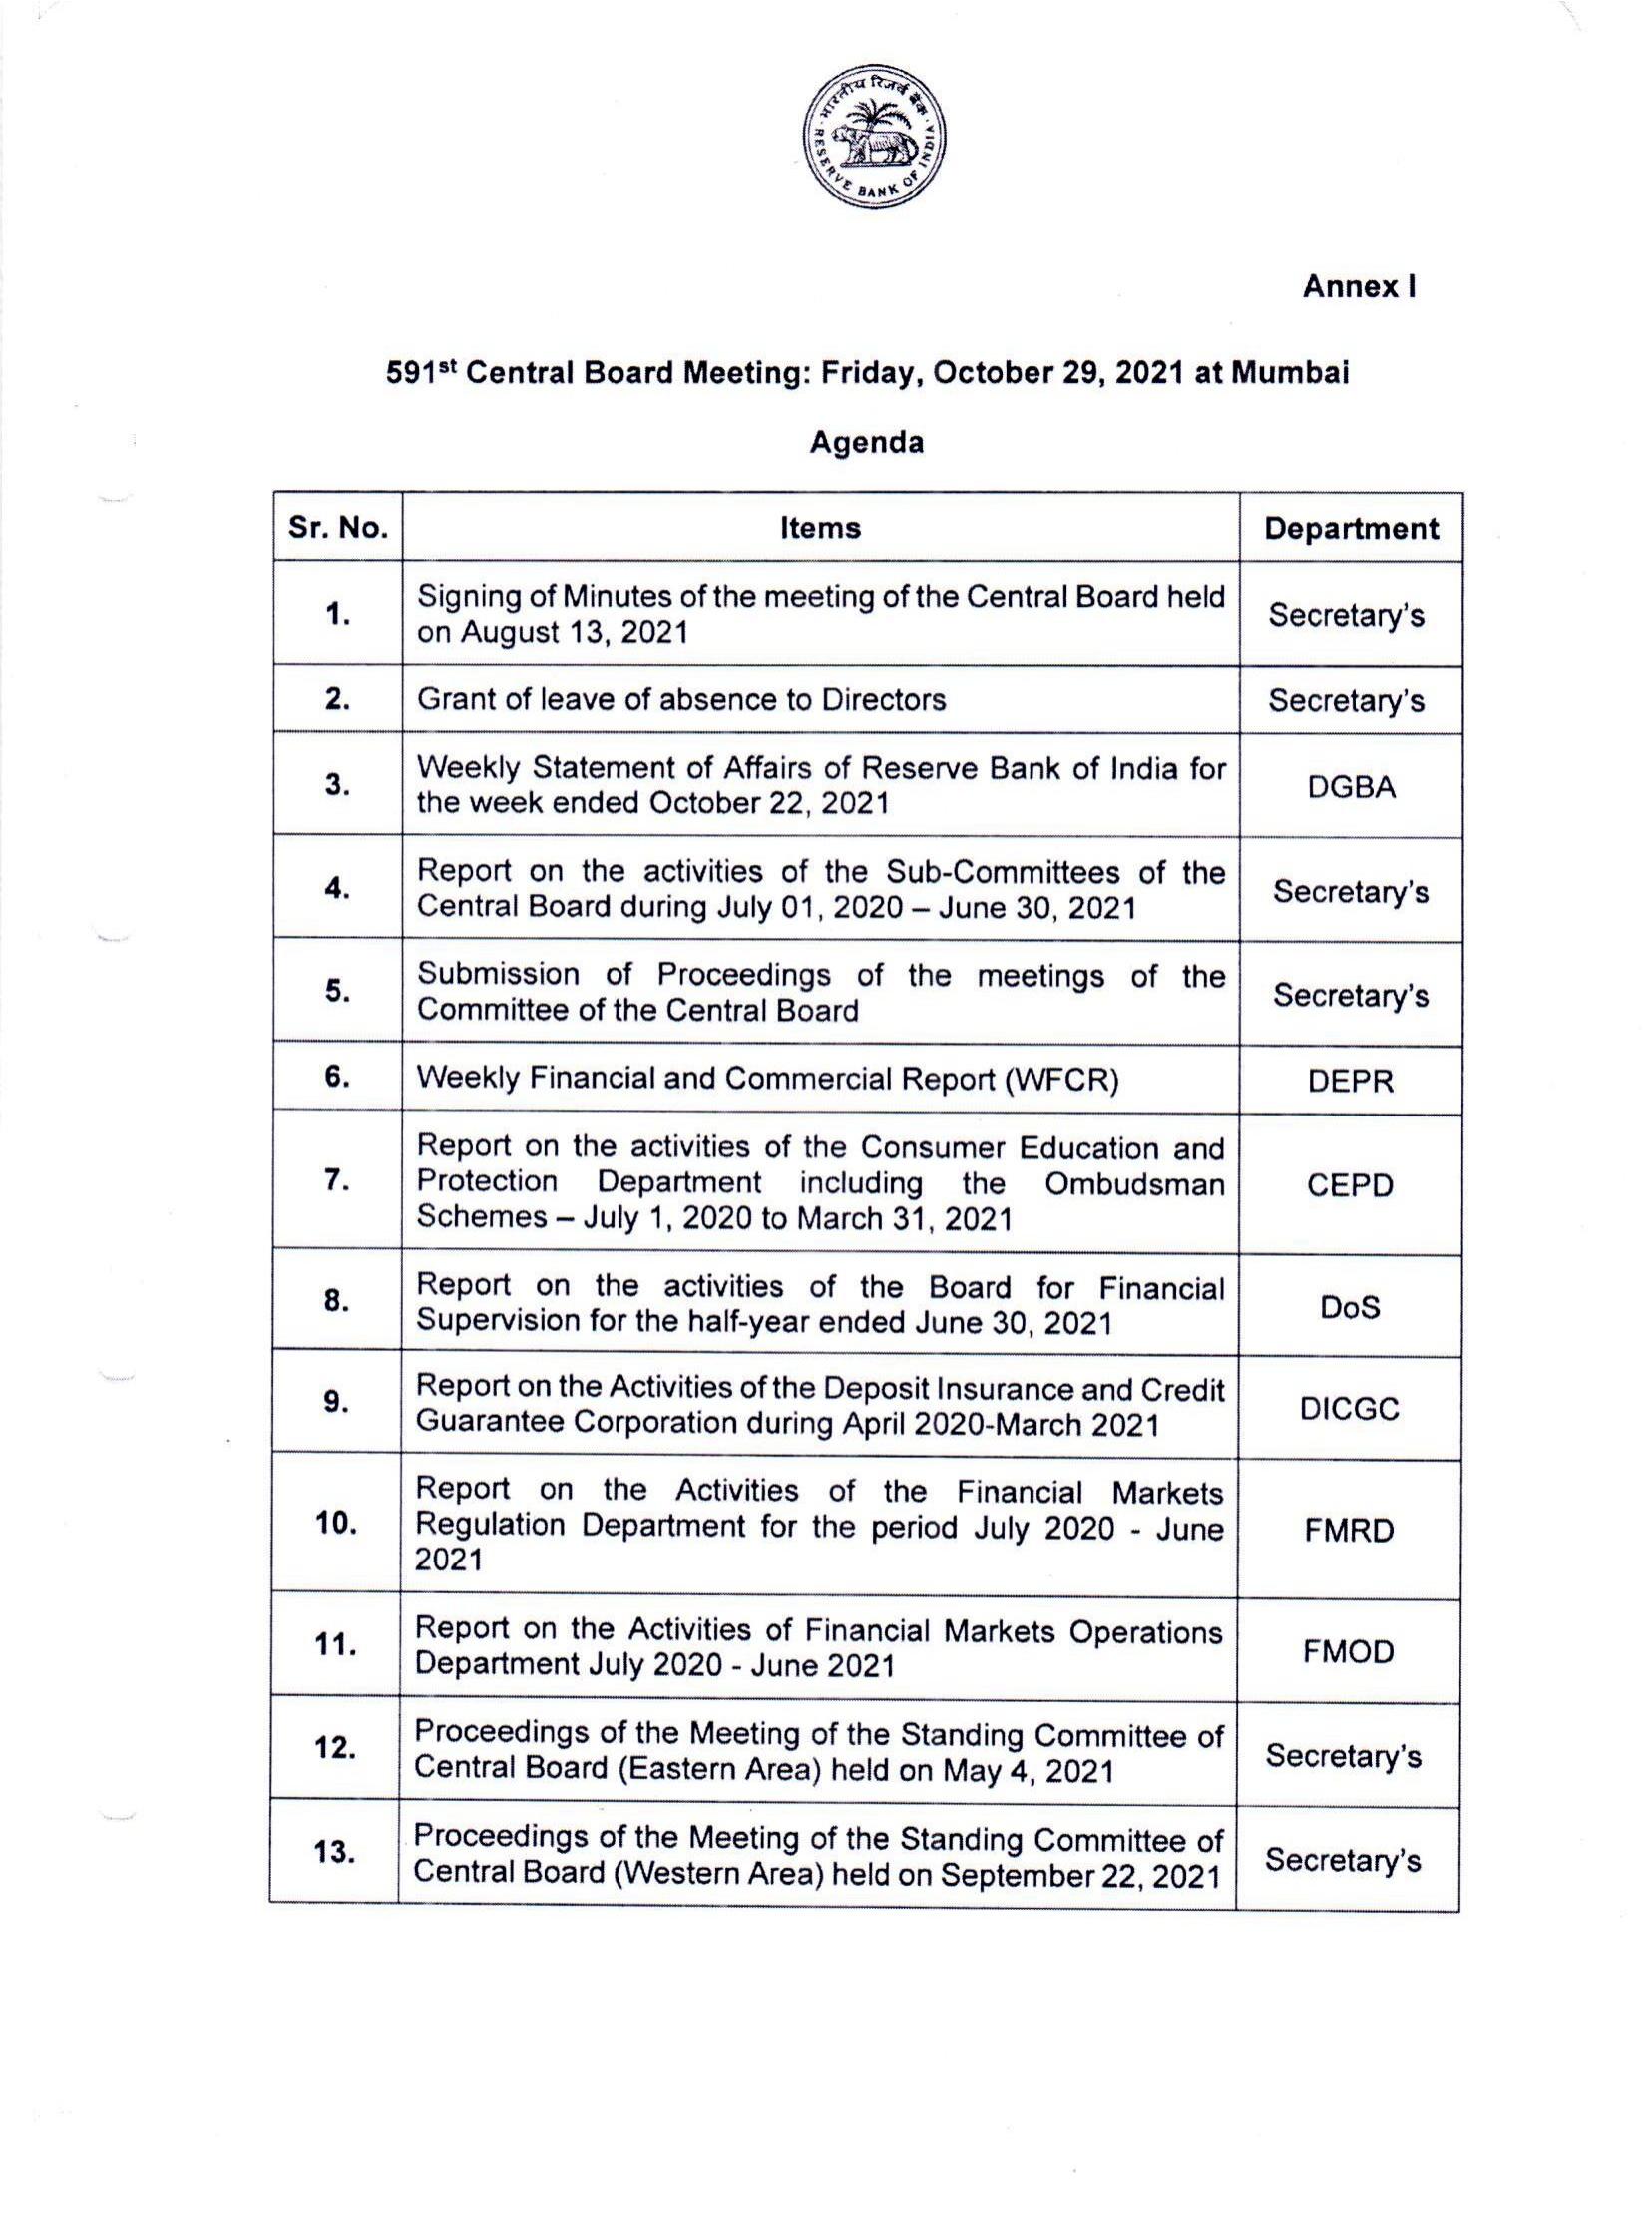 भारतीय रिज़र्व बैंक
RESERVE BANK OF INDIA
Annex I
591st Central Board Meeting: Friday, October 29, 2021 at Mumbai
Agenda
Sr. No. Items Department
1. Signing of Minutes of the meeting of the Central Board held
on August 13, 2021 Secretary's
2. Grant of leave of absence to Directors Secretary's
3. Weekly Statement of Affairs of Reserve Bank of India for
the week ended October 22, 2021 DGBA
4. Report on the activities of the Sub-Committees of the
Central Board during July 01, 2020 – June 30, 2021 Secretary's
5. Submission of Proceedings of the meetings of the
Committee of the Central Board Secretary's
6. Weekly Financial and Commercial Report (WFCR) DEPR
Report on the activities of the Consumer Education and
7. Protection Department including the Ombudsman CEPD
Schemes – July 1, 2020 to March 31, 2021
8. Report on the activities of the Board for Financial
Supervision for the half-year ended June 30, 2021 DoS
9. Report on the Activities of the Deposit Insurance and Credit
Guarantee Corporation during April 2020-March 2021 DICGC
Report on the Activities of the Financial Markets
10. Regulation Department for the period July 2020 - June FMRD
2021
11. Report on the Activities of Financial Markets Operations
Department July 2020 - June 2021 FMOD
12. Proceedings of the Meeting of the Standing Committee of
Central Board (Eastern Area) held on May 4, 2021 Secretary's
13. Proceedings of the Meeting of the Standing Committee of
Central Board (Western Area) held on September 22, 2021 Secretary's